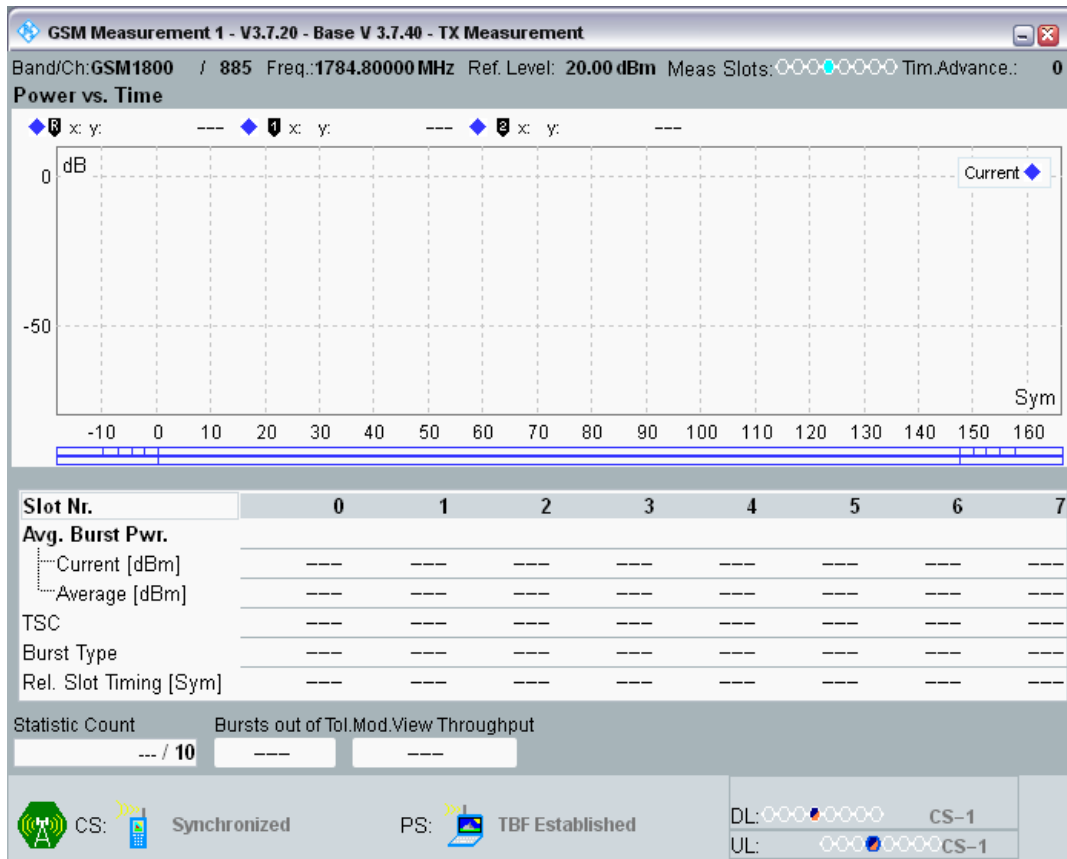 GSM Measurement 1 - V3.7.20 - Base V 3.7.40 - TX Measurement
Band/Ch:GSM1800 / 885 Freq.:1784.80000 MHz Ref. Level: 20.00 dBm Meas Slots: Tim.Advance.: 0
Power vs. Time
R x: y: --- 1 x: y: --- 2 x: y: ---
dB
Current
0
-50
Sym
-10 0 10 20 30 40 50 60 70 80 90 100 110 120 130 140 150 160
Slot Nr. 0 1 2 3 4 5 6 7
Avg. Burst Pwr.
Current [dBm] --- --- --- --- --- --- --- ---
Average [dBm] --- --- --- --- --- --- --- ---
TSC --- --- --- --- --- --- --- ---
Burst Type --- --- --- --- --- --- --- ---
Rel. Slot Timing [Sym] --- --- --- --- --- --- --- ---
Statistic Count Bursts out of Tol.Mod.View Throughput
--- / 10 --- ---
CS: Synchronized PS: TBF Established
DL: CS-1
UL: CS-1